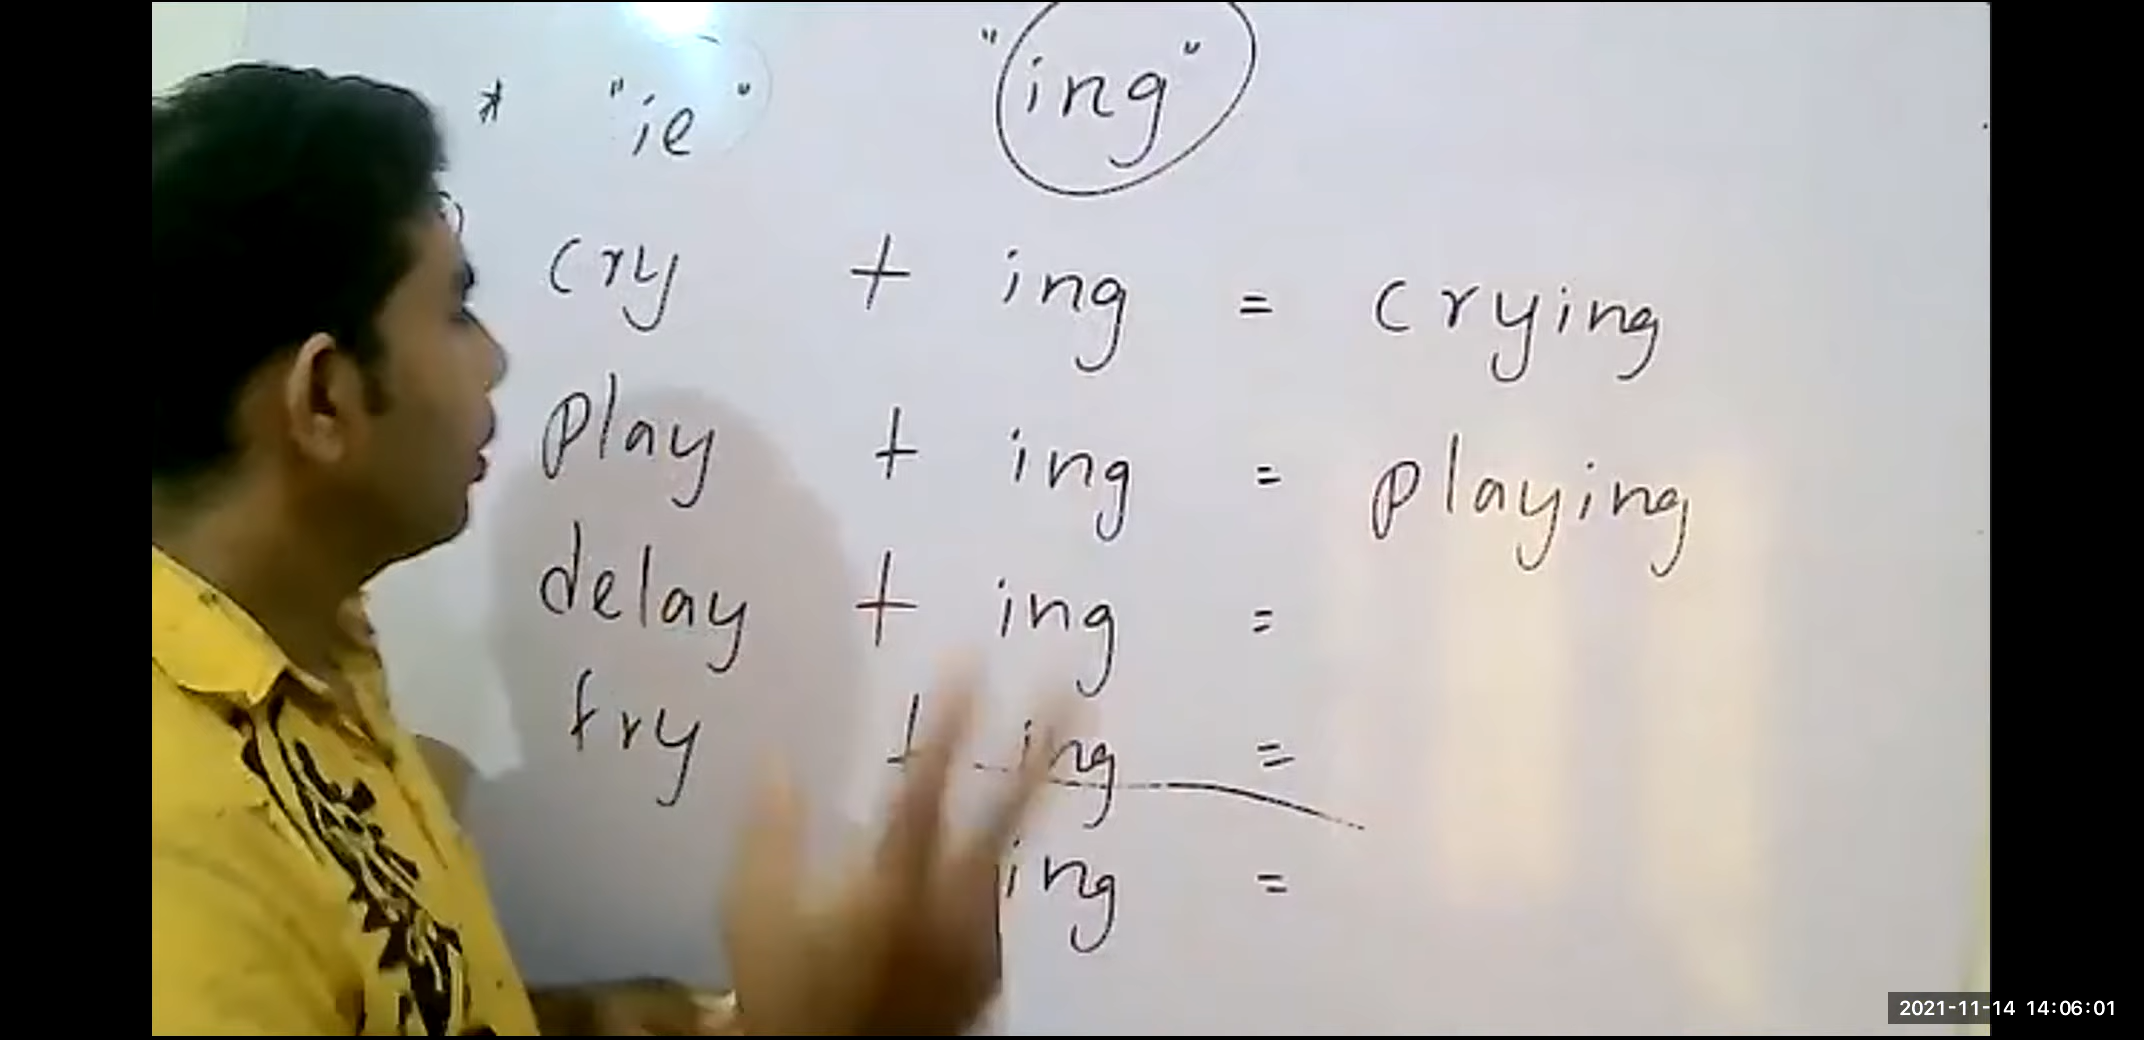 * "ie" "ing"
cry + ing = crying
play + ing = playing
delay + ing =
fry + ing =
ing =
2021-11-14 14:06:01